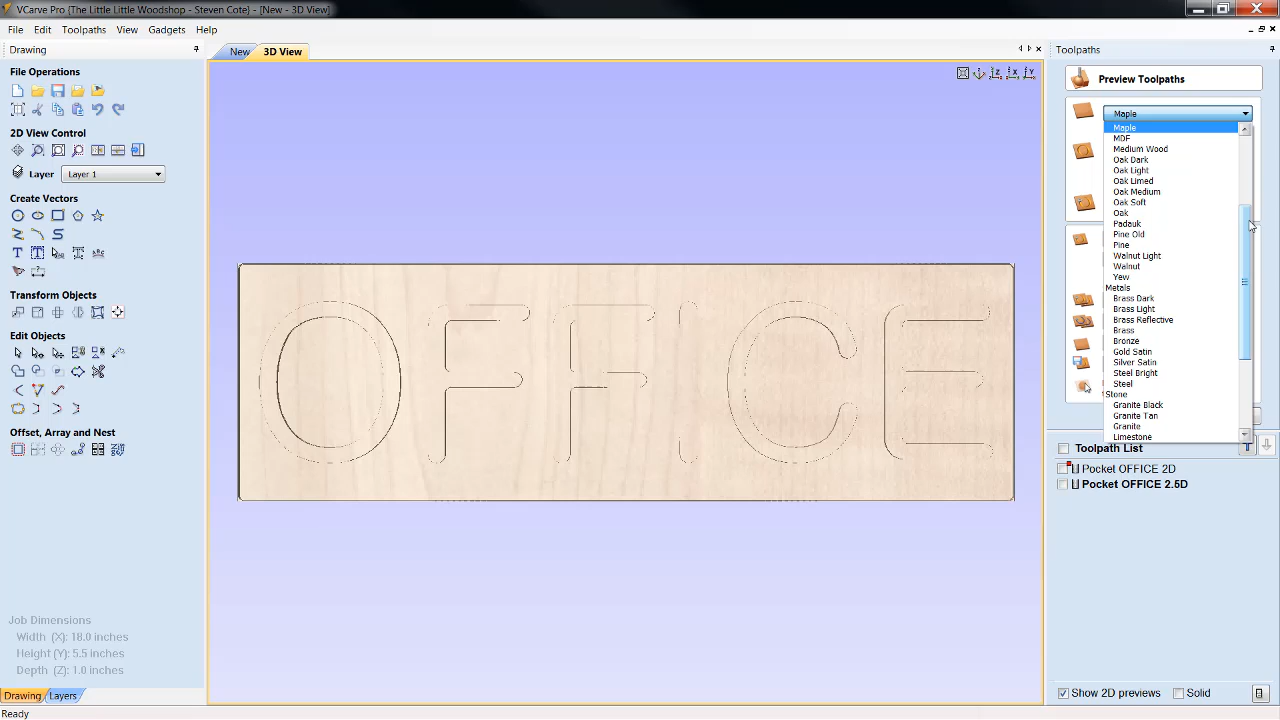 VCarve Pro {The Little Little Woodshop - Steven Cote} - [New - 3D View]
File Edit Toolpaths View Gadgets Help
Drawing
File Operations
2D View Control
Layer Layer 1
Create Vectors
Transform Objects
Edit Objects
Offset, Array and Nest
Job Dimensions
Width (X): 18.0 inches
Height (Y): 5.5 inches
Depth (Z): 1.0 inches
Drawing Layers
Ready
New 3D View
OFFICE
Toolpaths
Preview Toolpaths
Maple
Maple
MDF
Medium Wood
Oak Dark
Oak Light
Oak Limed
Oak Medium
Oak Soft
Oak
Padauk
Pine Old
Pine
Walnut Light
Walnut
Yew
Metals
Brass Dark
Brass Light
Brass Reflective
Brass
Bronze
Gold Satin
Silver Satin
Steel Bright
Steel
Stone
Granite Black
Granite Tan
Granite
Limestone
Toolpath List
Pocket OFFICE 2D
Pocket OFFICE 2.5D
Show 2D previews Solid